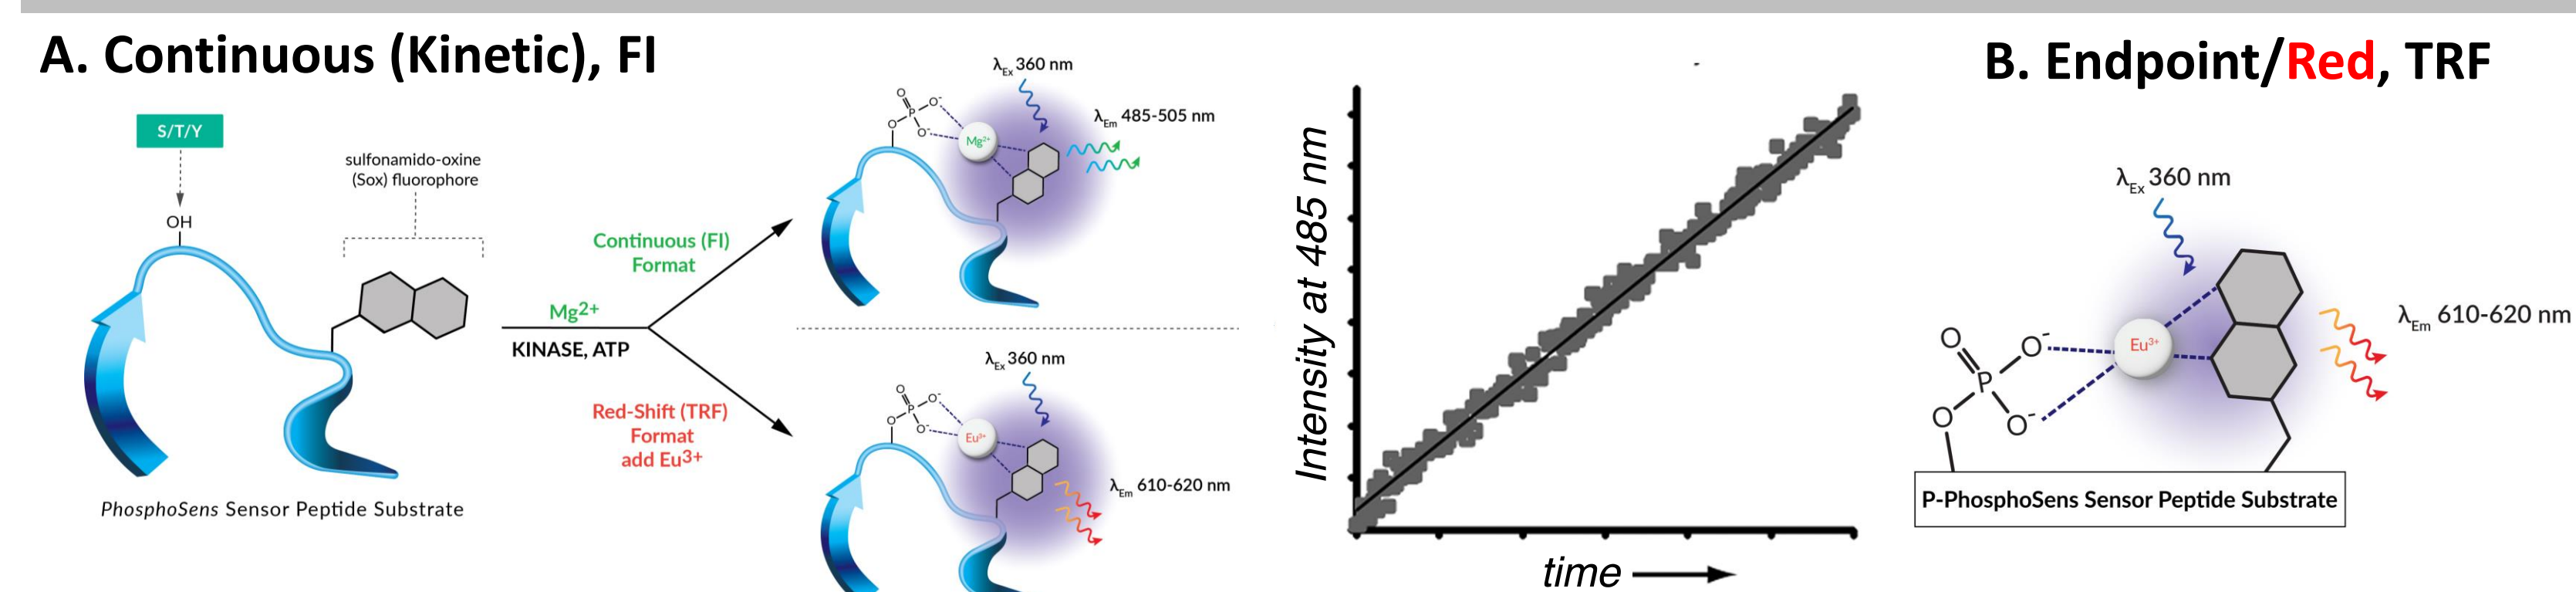 A. Continuous (Kinetic), FI
S/T/Y
OH
sulfonamido-oxine
(Sox) fluorophore
PhosphoSens Sensor Peptide Substrate
Mg2+
KINASE, ATP
Continuous (FI)
Format
Red-Shift (TRF)
Format
add Eu3+
λEx 360 nm
λEm 485-505 nm
O
P
O-
O
O-
Mg2+
λEx 360 nm
λEm 610-620 nm
O
P
O-
O
O-
Eu3+
Intensity at 485 nm
time
B. Endpoint/Red, TRF
λEx 360 nm
λEm 610-620 nm
O
O-
Eu3+
P
O
O-
P-PhosphoSens Sensor Peptide Substrate